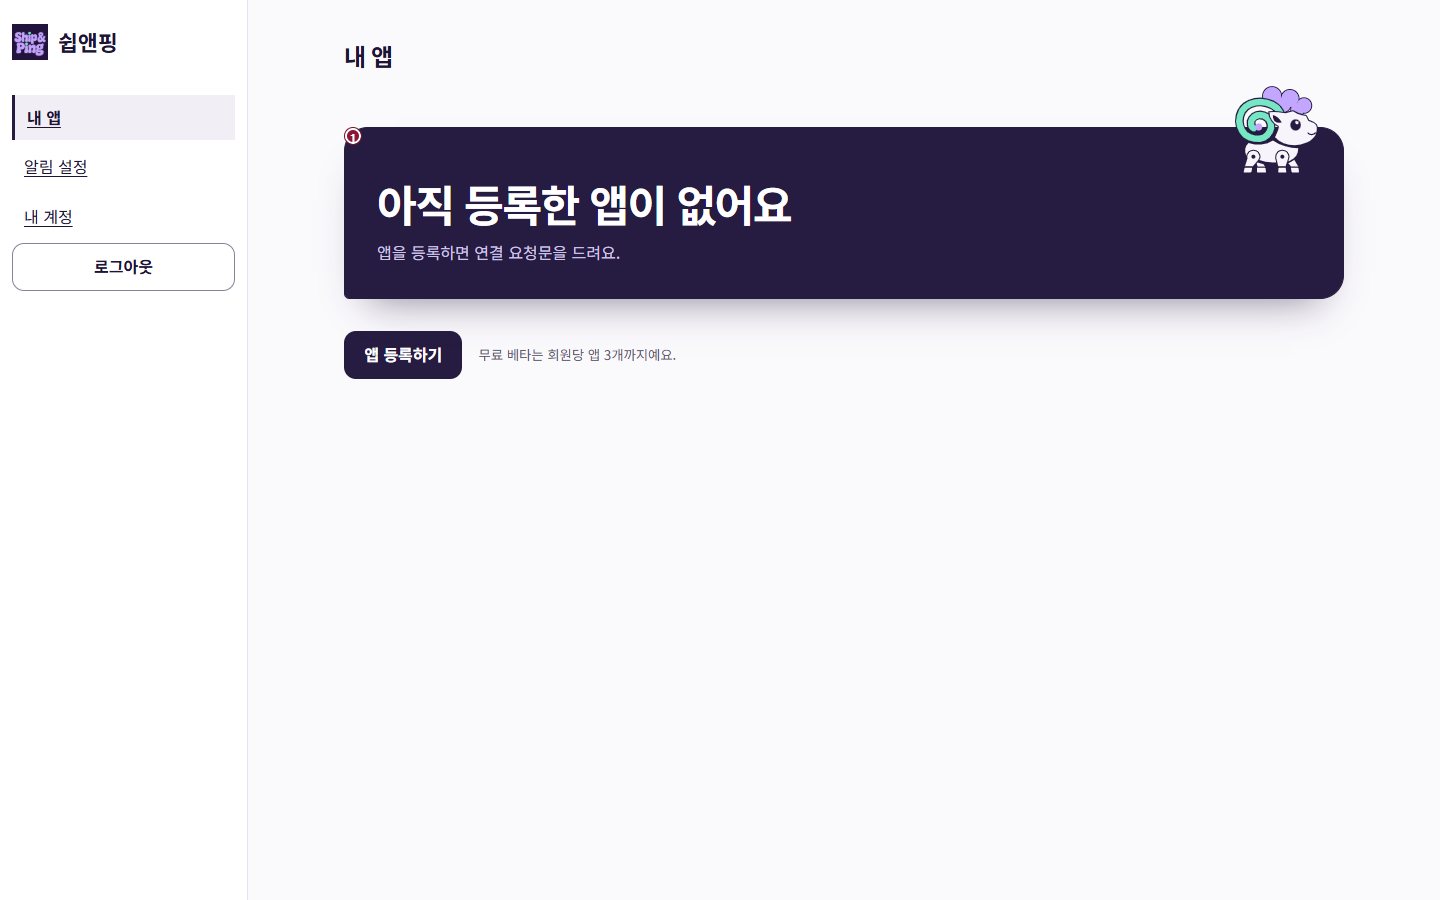 Ship&
Ping
쉽앤핑
내 앱
알림 설정
내 계정
로그아웃
내 앱
1
아직 등록한 앱이 없어요
앱을 등록하면 연결 요청문을 드려요.
앱 등록하기
무료 베타는 회원당 앱 3개까지예요.